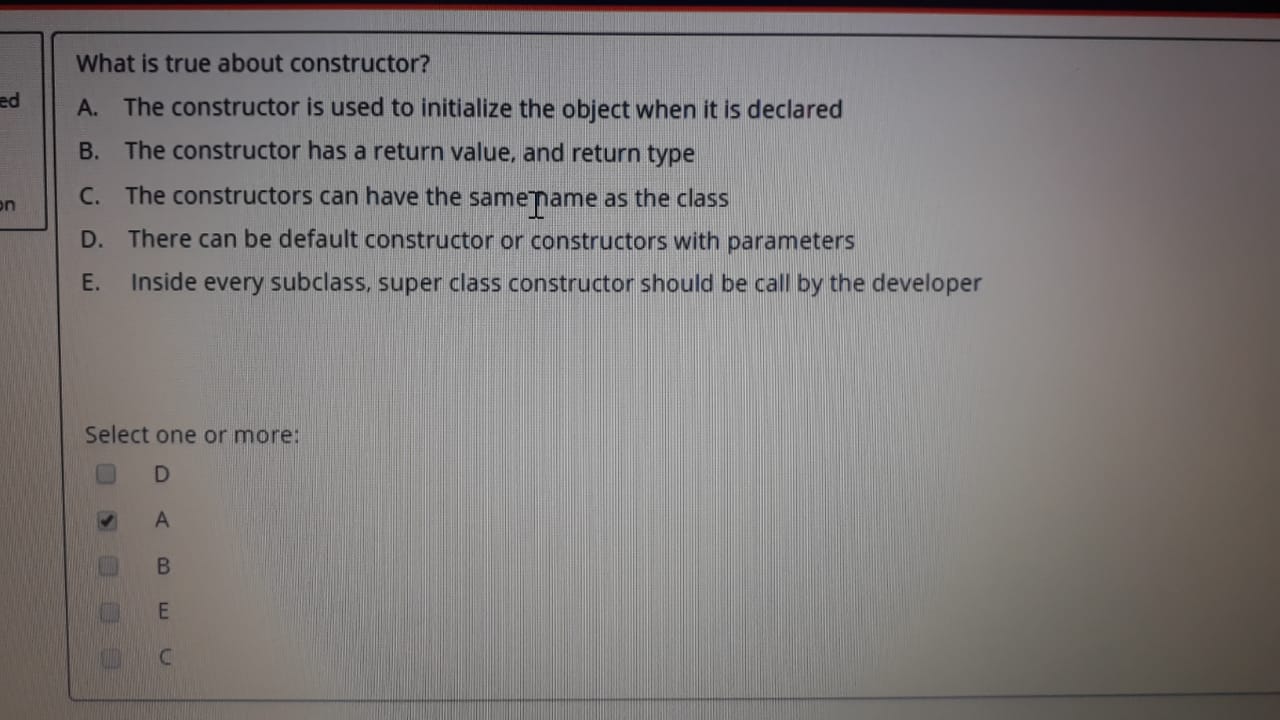 What is true about constructor?
ed
A. The constructor is used to initialize the object when it is declared
B. The constructor has a return value, and return type
C. The constructors can have the same name as the class
on
D. There can be default constructor or constructors with parameters
E. Inside every subclass, super class constructor should be call by the developer
Select one or more:
D
A
B
E
C